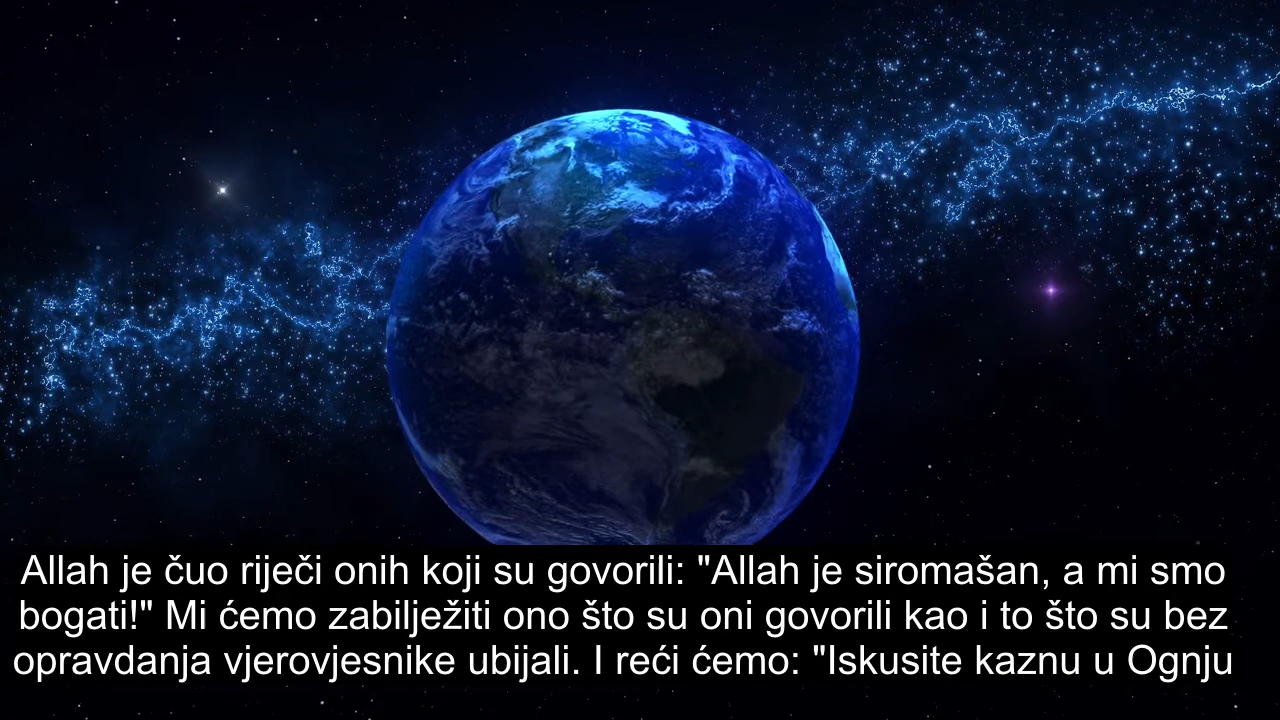 Allah je čuo riječi onih koji su govorili: "Allah je siromašan, a mi smo
bogati!" Mi ćemo zabilježiti ono što su oni govorili kao i to što su bez
opravdanja vjerovjesnike ubijali. I reći ćemo: "Iskusite kaznu u Ognju